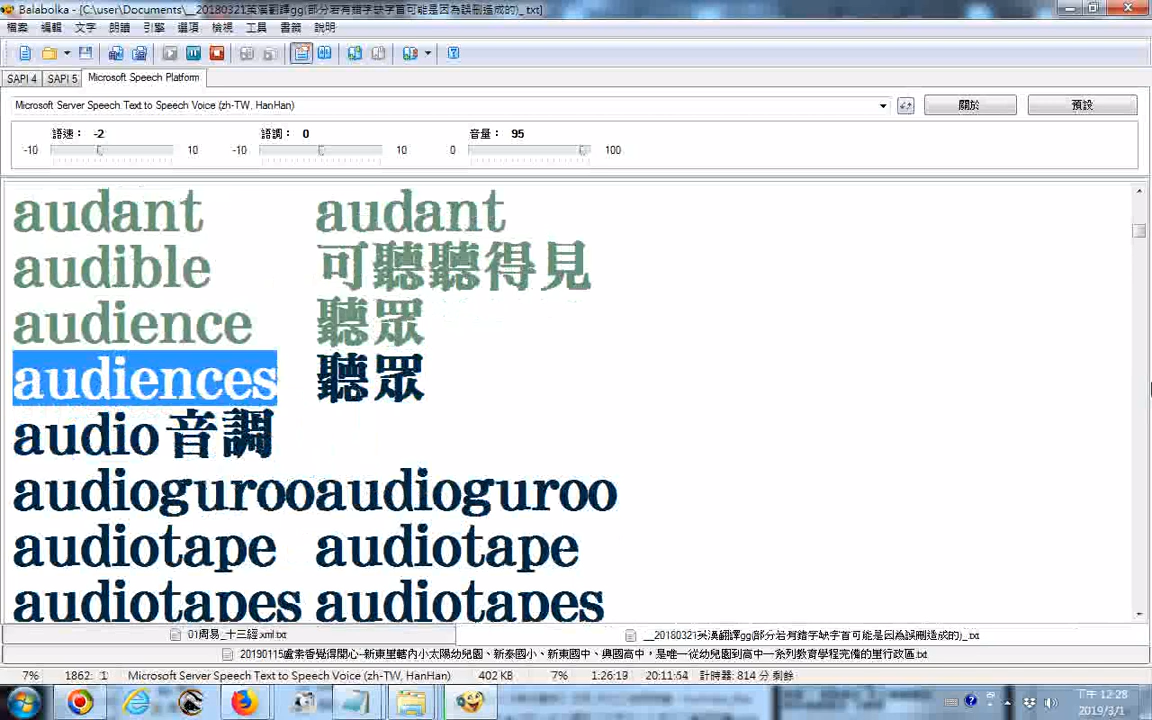 Balabolka - [C:\user\Documents\__20180321英漢翻譯gg(部分若有錯字缺字首可能是因為誤刪造成的)_txt]
檔案 編輯 文字 朗讀 引擎 選項 檢視 工具 書籤 說明
SAPI 4 SAPI 5 Microsoft Speech Platform
Microsoft Server Speech Text to Speech Voice (zh-TW, HanHan) 關於 預設
語速： -2 語調： 0 音量： 95
-10 10 -10 10 0 100
audant audant
audible 可聽聽得見
audience 聽眾
audiences 聽眾
audio 音調
audioguroo audioguroo
audiotape audiotape
audiotapes audiotapes
01周易_十三經.xml.txt __20180321英漢翻譯gg(部分若有錯字缺字首可能是因為誤刪造成的)_txt
20190115盧素香覺得開心-新東里轄內小太陽幼兒園、新泰國小、新東國中、興國高中，是唯一從幼兒園到高中一系列教育學程完備的里行政區.txt
7% 1862: 1 Microsoft Server Speech Text to Speech Voice (zh-TW, HanHan) 402 KB 7% 1:26:19 20:11:54 計時器: 814 分 剩餘
下午 12:28
2019/3/1